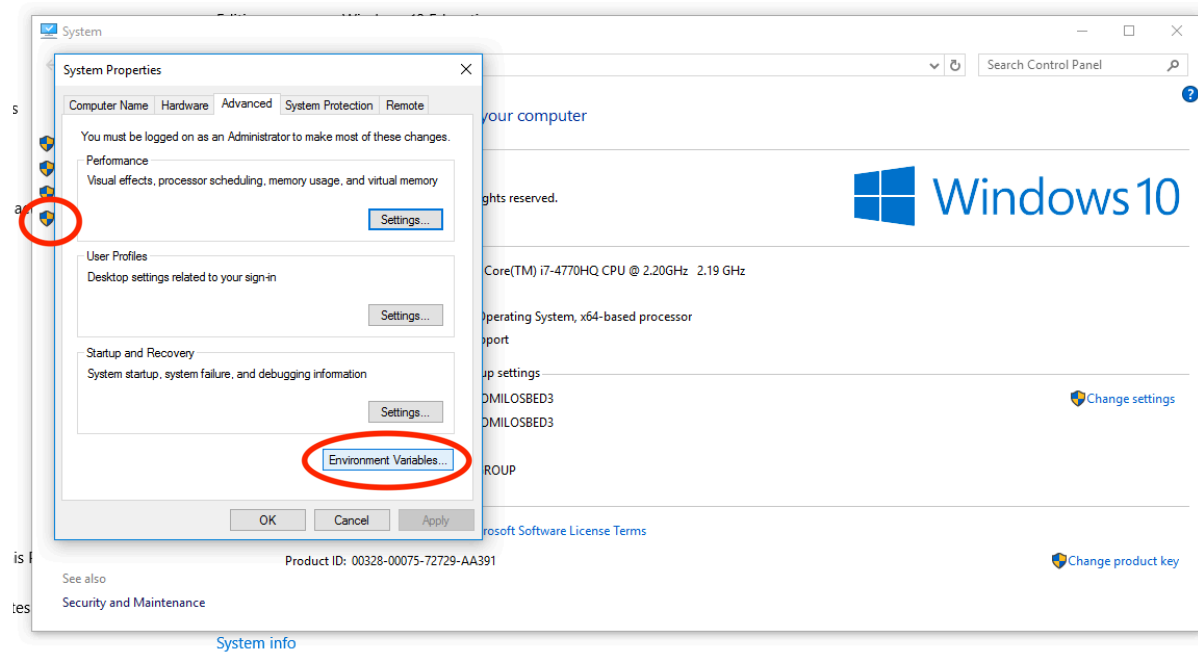 System
System Properties
Search Control Panel
Computer Name Hardware Advanced System Protection Remote
your computer
You must be logged on as an Administrator to make most of these changes.
Performance
Visual effects, processor scheduling, memory usage, and virtual memory
ghts reserved.
Windows 10
Settings...
User Profiles
Desktop settings related to your sign-in
Core(TM) i7-4770HQ CPU @ 2.20GHz 2.19 GHz
Settings...
Operating System, x64-based processor
pport
Startup and Recovery
System startup, system failure, and debugging information
up settings
OMILOSBED3
Change settings
Settings...
OMILOSBED3
Environment Variables...
GROUP
OK Cancel Apply
rosoft Software License Terms
is
Product ID: 00328-00075-72729-AA391
Change product key
See also
Security and Maintenance
tes
System info